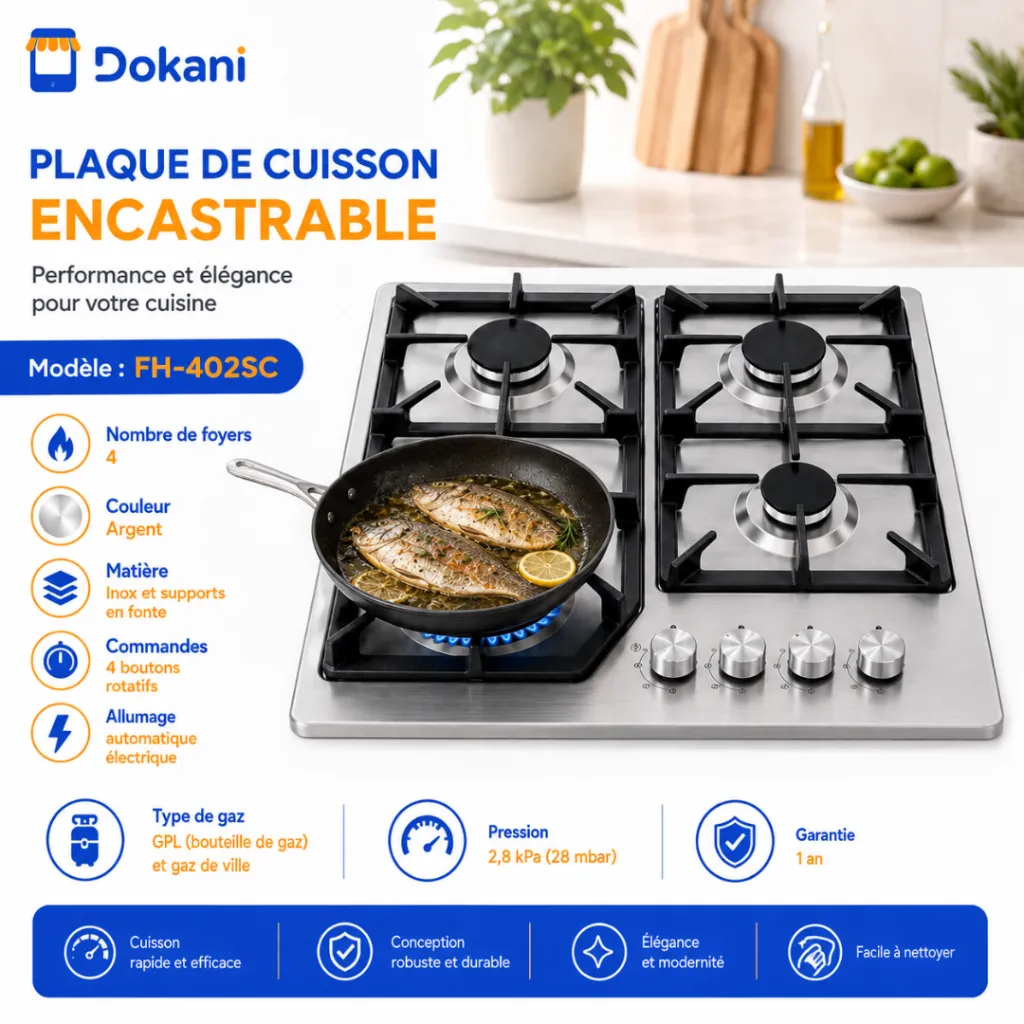 Dokani
PLAQUE DE CUISSON
ENCASTRABLE
Performance et élégance
pour votre cuisine
Modèle : FH-402SC
Nombre de foyers
4
Couleur
Argent
Matière
Inox et supports
en fonte
Commandes
4 boutons
rotatifs
Allumage
automatique
électrique
Type de gaz
GPL (bouteille de gaz)
et gaz de ville
Pression
2,8 kPa (28 mbar)
Garantie
1 an
Cuisson
rapide et efficace
Conception
robuste et durable
Élégance
et modernité
Facile à nettoyer